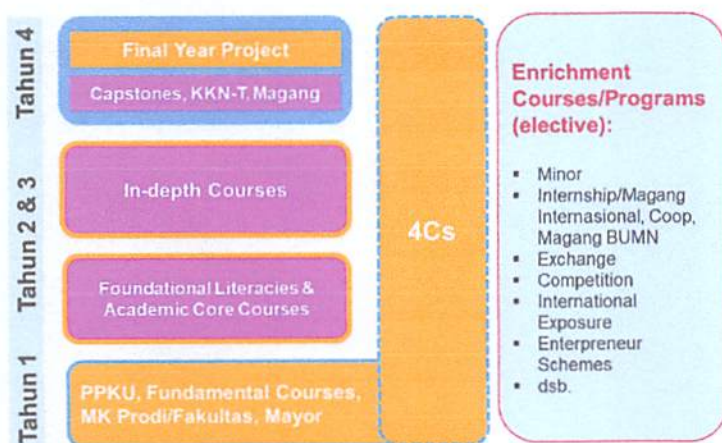 Tahun 4
Final Year Project
Capstones, KKN-T, Magang
Tahun 2 & 3
In-depth Courses
Foundational Literacies &
Academic Core Courses
Tahun 1
PPKU, Fundamental Courses,
MK Prodi/Fakultas, Mayor
4Cs
Enrichment
Courses/Programs
(elective):
▪ Minor
▪ Internship/Magang
Internasional, Coop,
Magang BUMN
▪ Exchange
▪ Competition
▪ International
Exposure
▪ Enterpreneur
Schemes
▪ dsb.